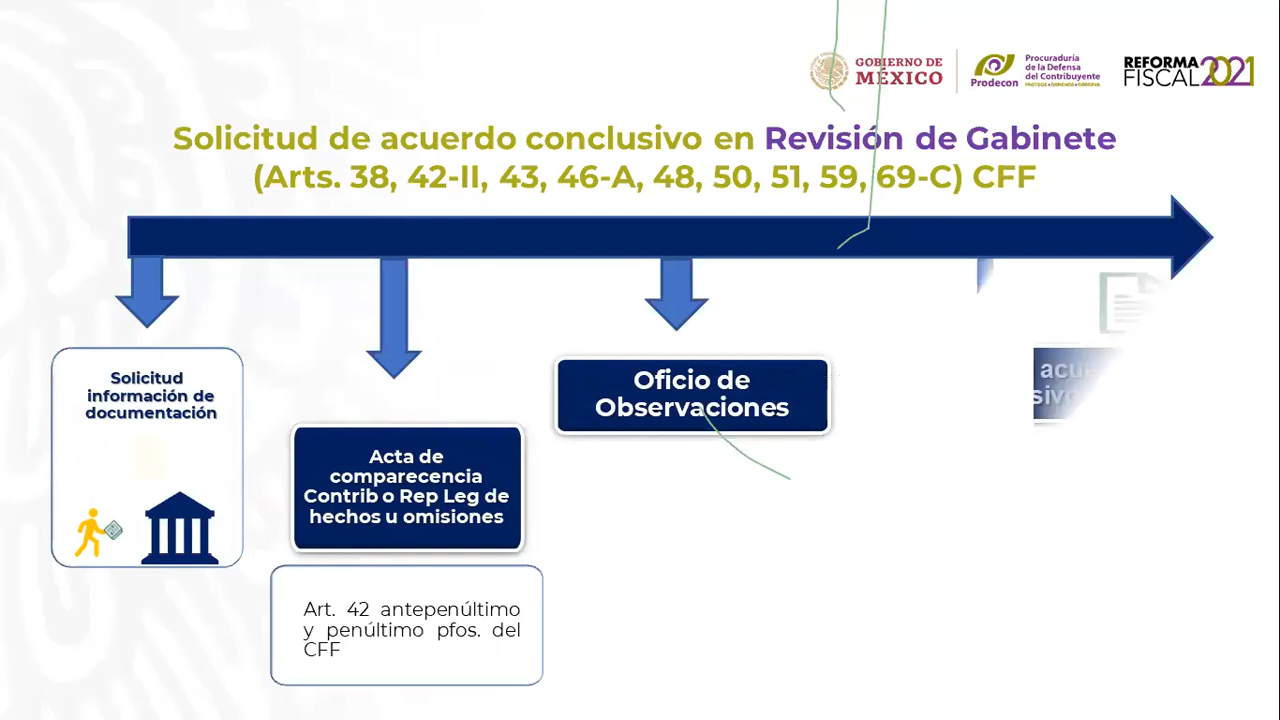 GOBIERNO DE
MÉXICO
Prodecon
Procuraduría
de la Defensa
del Contribuyente
REFORMA
FISCAL 2021
Solicitud de acuerdo conclusivo en Revisión de Gabinete
(Arts. 38, 42-II, 43, 46-A, 48, 50, 51, 59, 69-C) CFF
Solicitud
información de
documentación
Acta de
comparecencia
Contrib o Rep Leg de
hechos u omisiones
Art. 42 antepenúltimo
y penúltimo pfos. del
CFF
Oficio de
Observaciones